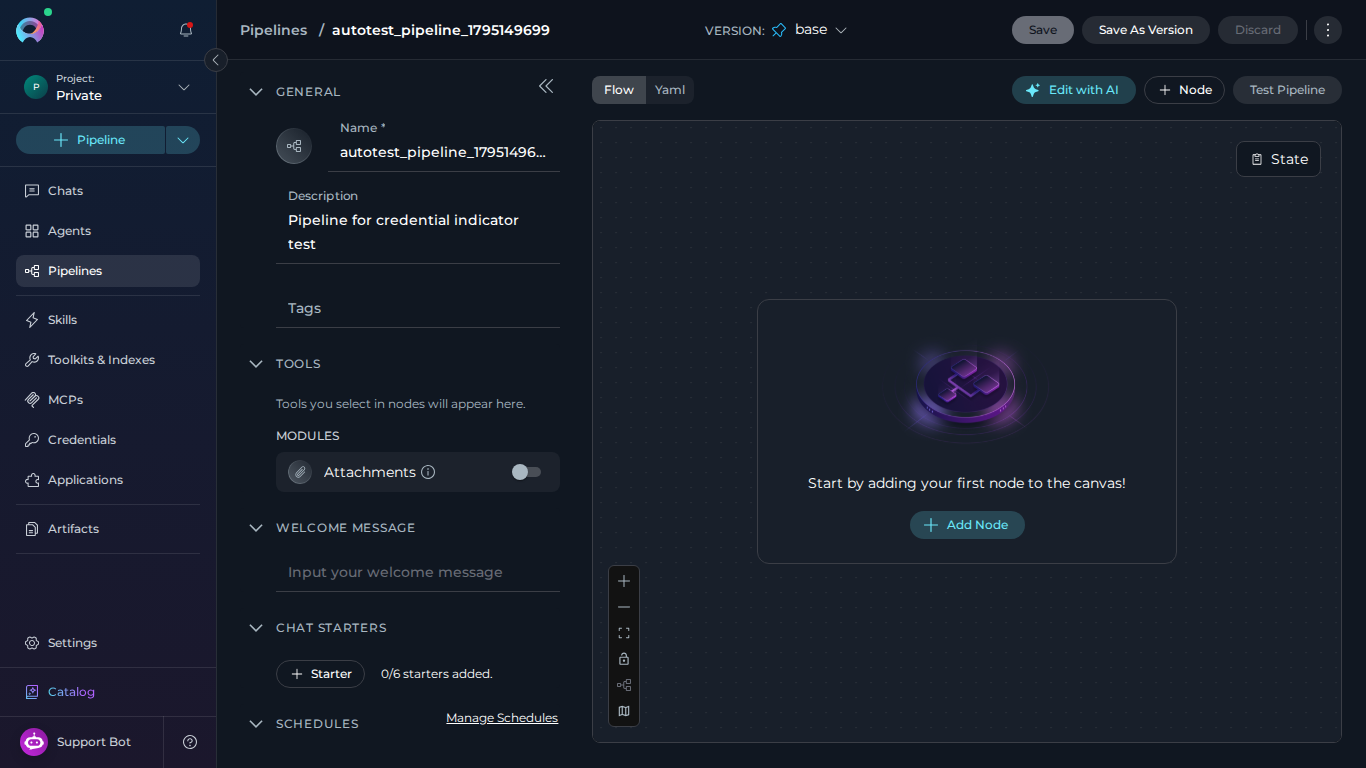 Pipelines / autotest_pipeline_1795149699
VERSION: base
Save
Save As Version
Discard
P
Project:
Private
Pipeline
Chats
Agents
Pipelines
Skills
Toolkits & Indexes
MCPs
Credentials
Applications
Artifacts
Settings
Catalog
Support Bot
GENERAL
Name *
autotest_pipeline_17951496...
Description
Pipeline for credential indicator
test
Tags
TOOLS
Tools you select in nodes will appear here.
MODULES
Attachments
WELCOME MESSAGE
Input your welcome message
CHAT STARTERS
Starter
0/6 starters added.
SCHEDULES
Manage Schedules
Flow
Yaml
Edit with AI
Node
Test Pipeline
State
Start by adding your first node to the canvas!
Add Node